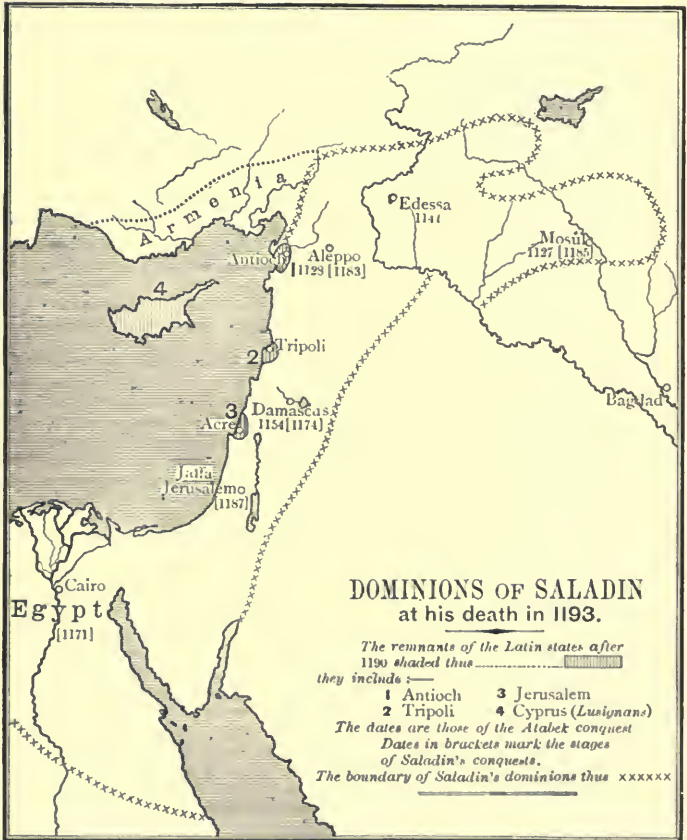 Armenia
Edessa
1144
Mosul
1127 [1185]
Antioch
Aleppo
1 1129 [1183]
4
2 Tripoli
3 Damascus
Acre 1154 [1174]
Jaffa
Jerusalem
[1187]
Bagdad
Cairo
Egypt
[1171]
DOMINIONS OF SALADIN
at his death in 1193.
The remnants of the Latin states after
1190 shaded thus
they include :—
1 Antioch 3 Jerusalem
2 Tripoli 4 Cyprus (Lusignans)
The dates are those of the Atabek conquest
Dates in brackets mark the stages
of Saladin's conquests.
The boundary of Saladin's dominions thus xxxxxx